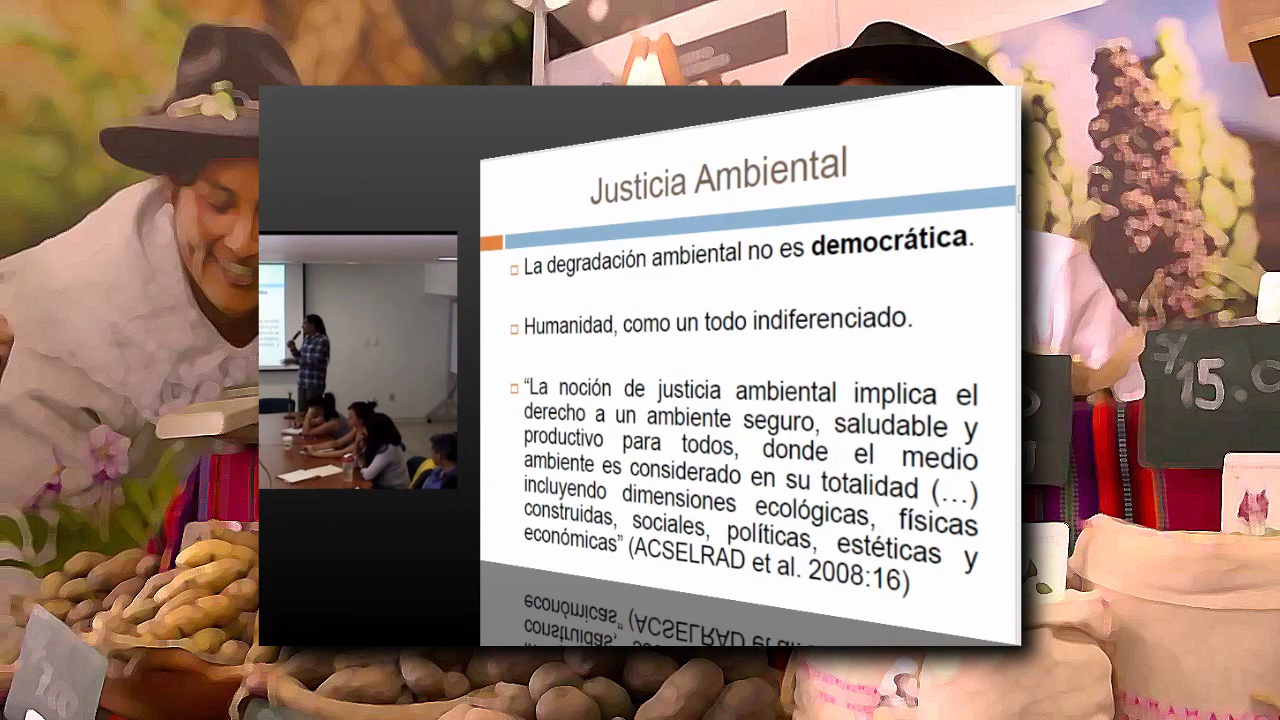 Justicia Ambiental
La degradación ambiental no es democrática.
Humanidad, como un todo indiferenciado.
“La noción de justicia ambiental implica el
derecho a un ambiente seguro, saludable y
productivo para todos, donde el medio
ambiente es considerado en su totalidad (…)
incluyendo dimensiones ecológicas, físicas
construidas, sociales, políticas, estéticas y
económicas” (ACSELRAD et al. 2008:16)
S/ 15.0